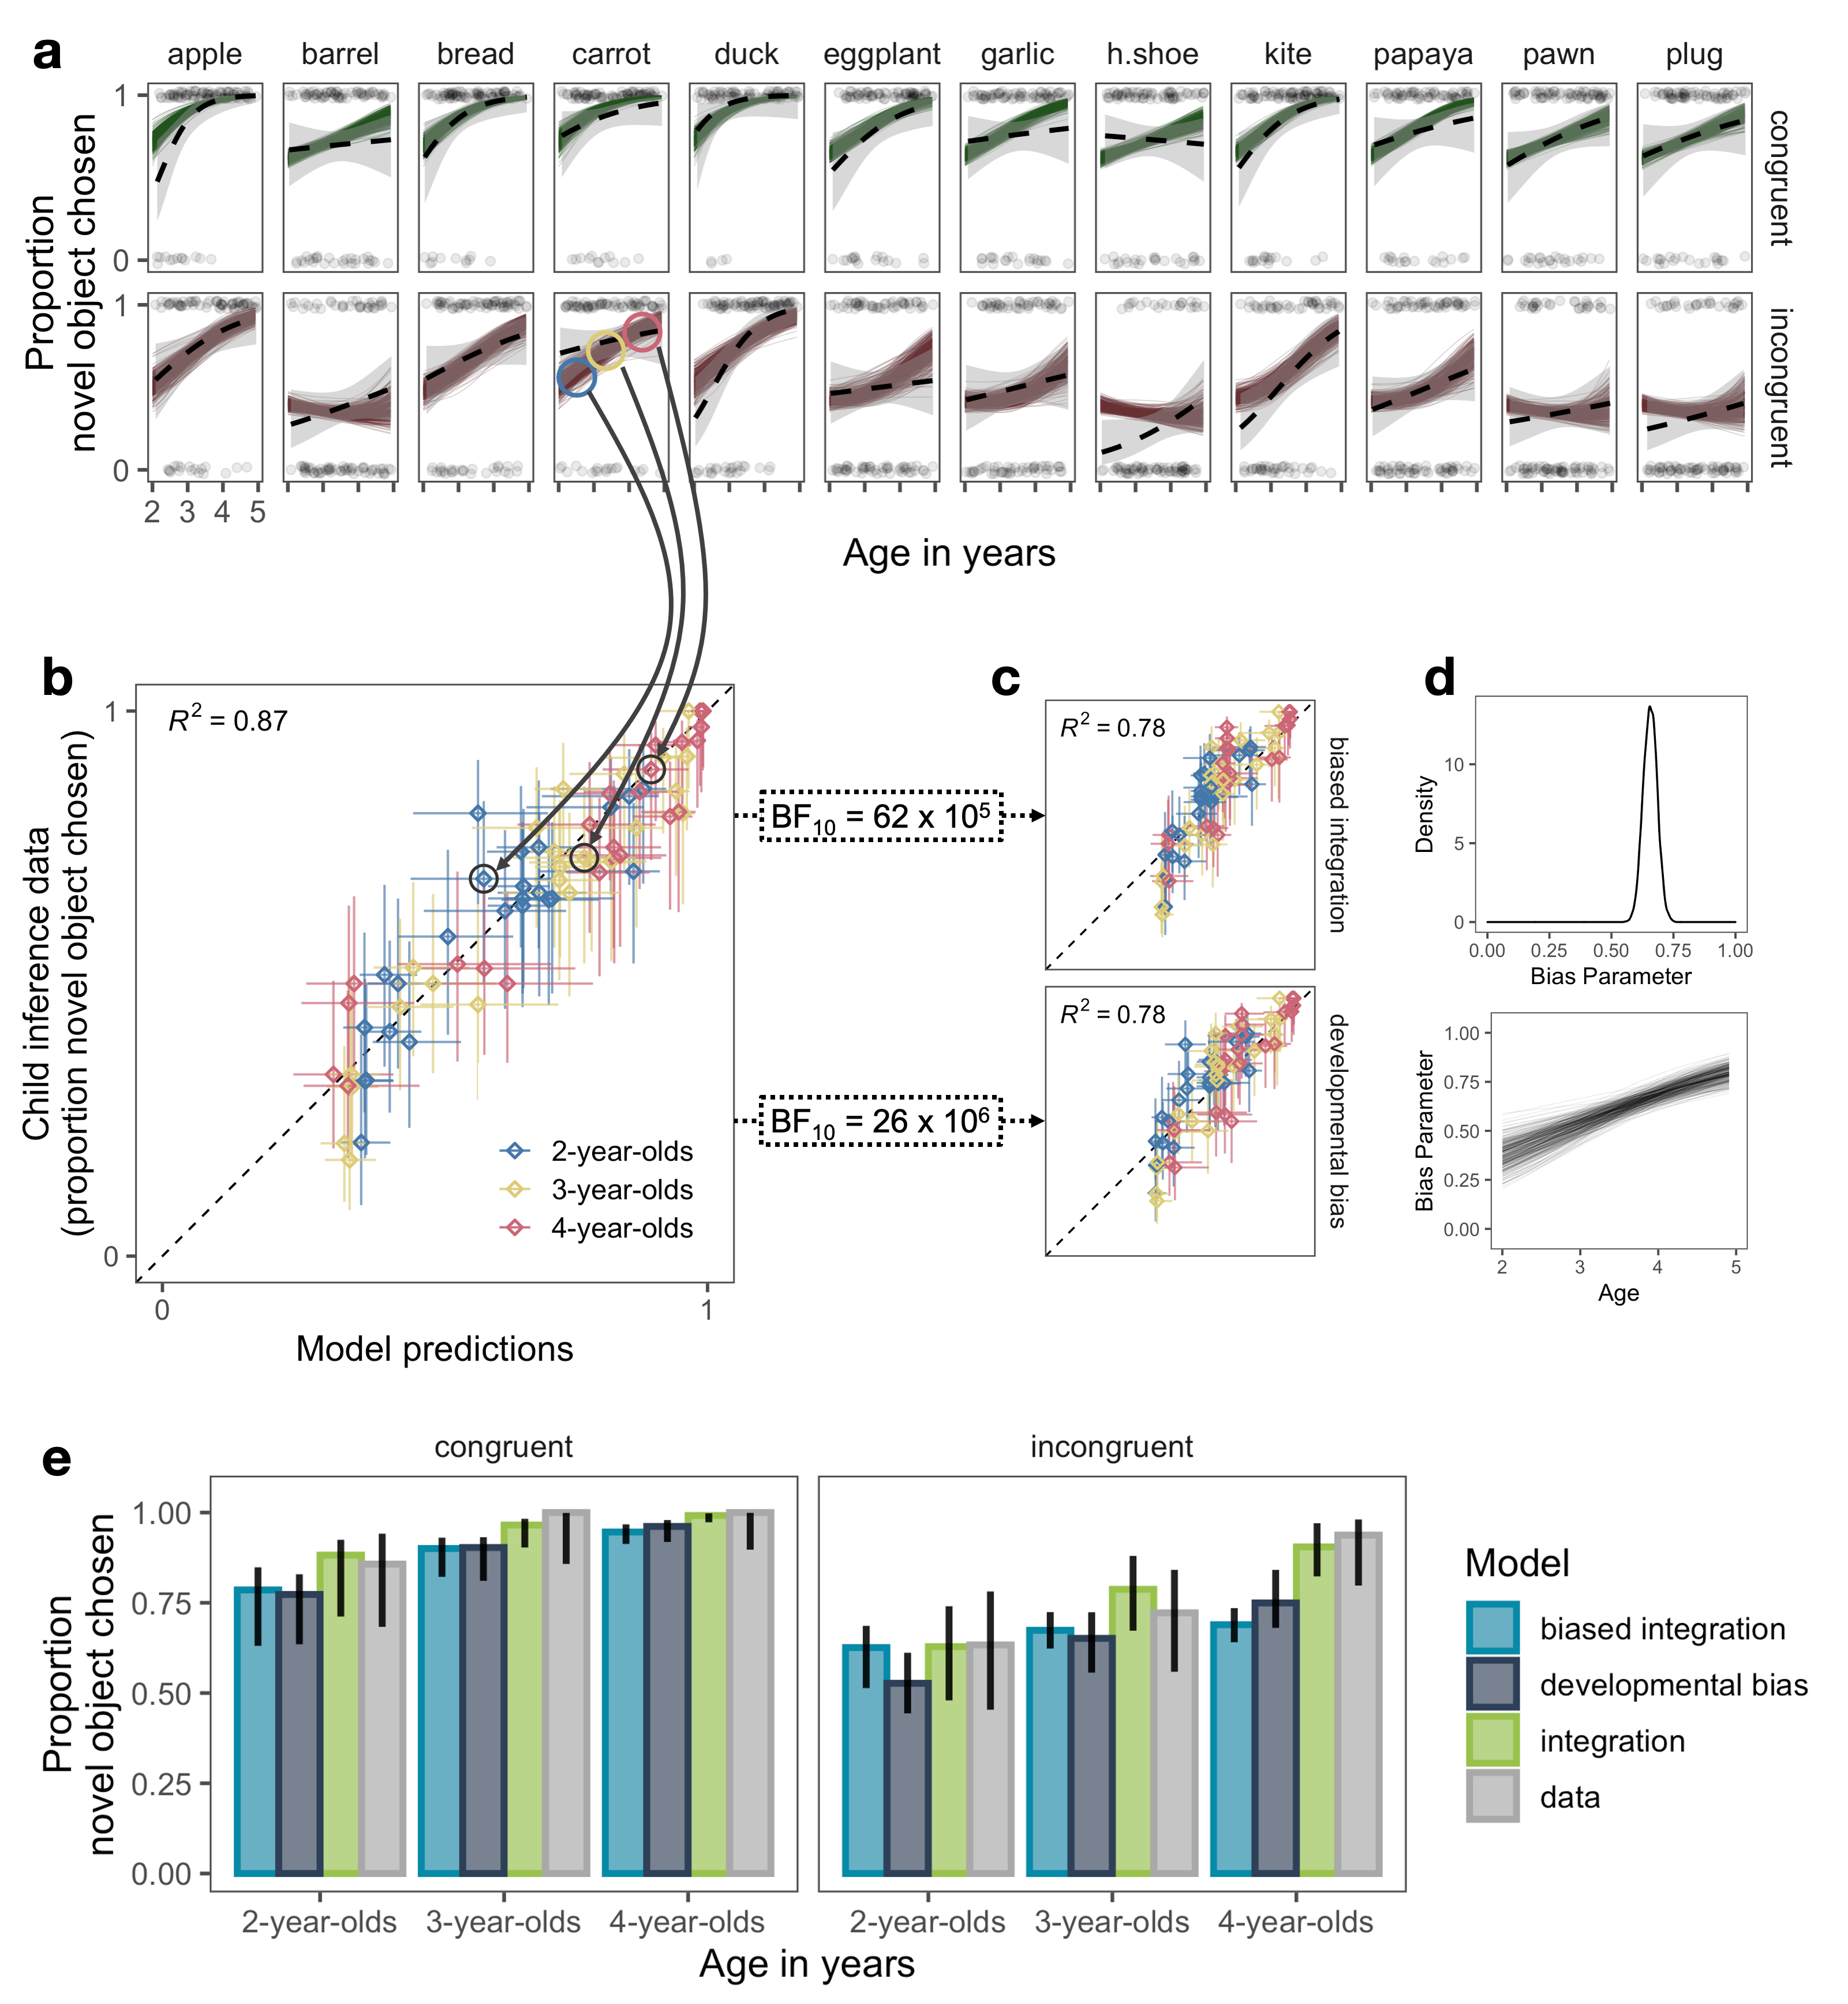 a
apple barrel bread carrot duck eggplant garlic h.shoe kite papaya pawn plug
Proportion
novel object chosen
1
0
congruent
1
0
incongruent
2 3 4 5
Age in years
b
R² = 0.87
Child inference data
(proportion novel object chosen)
1
0
2-year-olds
3-year-olds
4-year-olds
0 1
Model predictions
BF₁₀ = 62 x 10⁵
BF₁₀ = 26 x 10⁶
c
R² = 0.78
biased integration
R² = 0.78
developmental bias
d
Density
10
5
0
0.00 0.25 0.50 0.75 1.00
Bias Parameter
Bias Parameter
1.00
0.75
0.50
0.25
0.00
2 3 4 5
Age
e
congruent incongruent
Proportion
novel object chosen
1.00
0.75
0.50
0.25
0.00
2-year-olds 3-year-olds 4-year-olds 2-year-olds 3-year-olds 4-year-olds
Age in years
Model
biased integration
developmental bias
integration
data